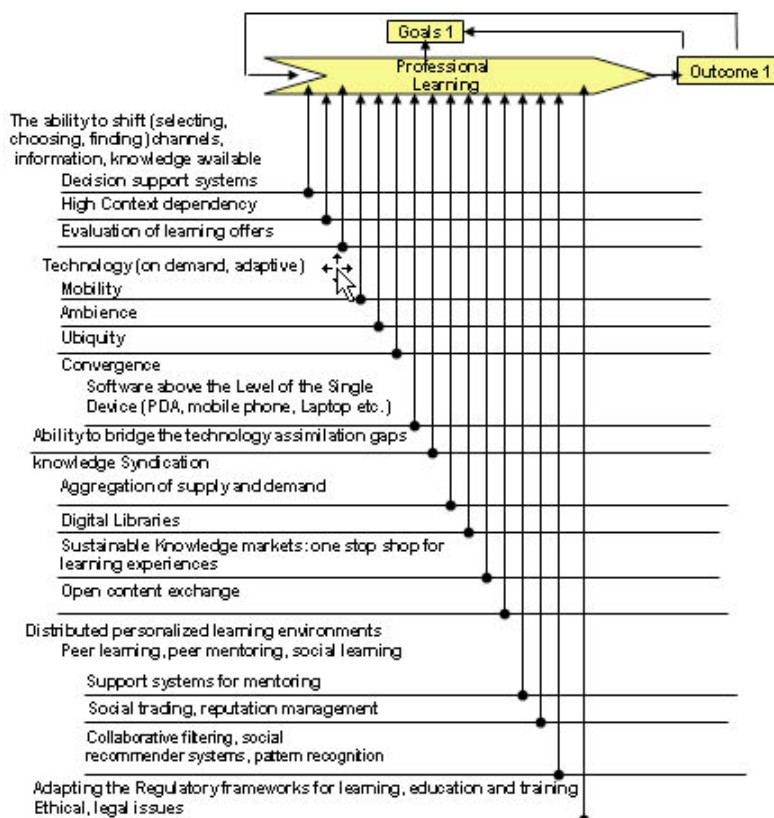 Goals 1
Professional
Learning
Outcome 1
The ability to shift (selecting,
choosing, finding) channels,
information, knowledge available
Decision support systems
High Context dependency
Evaluation of learning offers
Technology (on demand, adaptive)
Mobility
Ambience
Ubiquity
Convergence
Software above the Level of the Single
Device (PDA, mobile phone, Laptop etc.)
Ability to bridge the technology assimilation gaps
knowledge Syndication
Aggregation of supply and demand
Digital Libraries
Sustainable Knowledge markets: one stop shop for
learning experiences
Open content exchange
Distributed personalized learning environments
Peer learning, peer mentoring, social learning
Support systems for mentoring
Social trading, reputation management
Collaborative filtering, social
recommender systems, pattern recognition
Adapting the Regulatory frameworks for learning, education and training
Ethical, legal issues